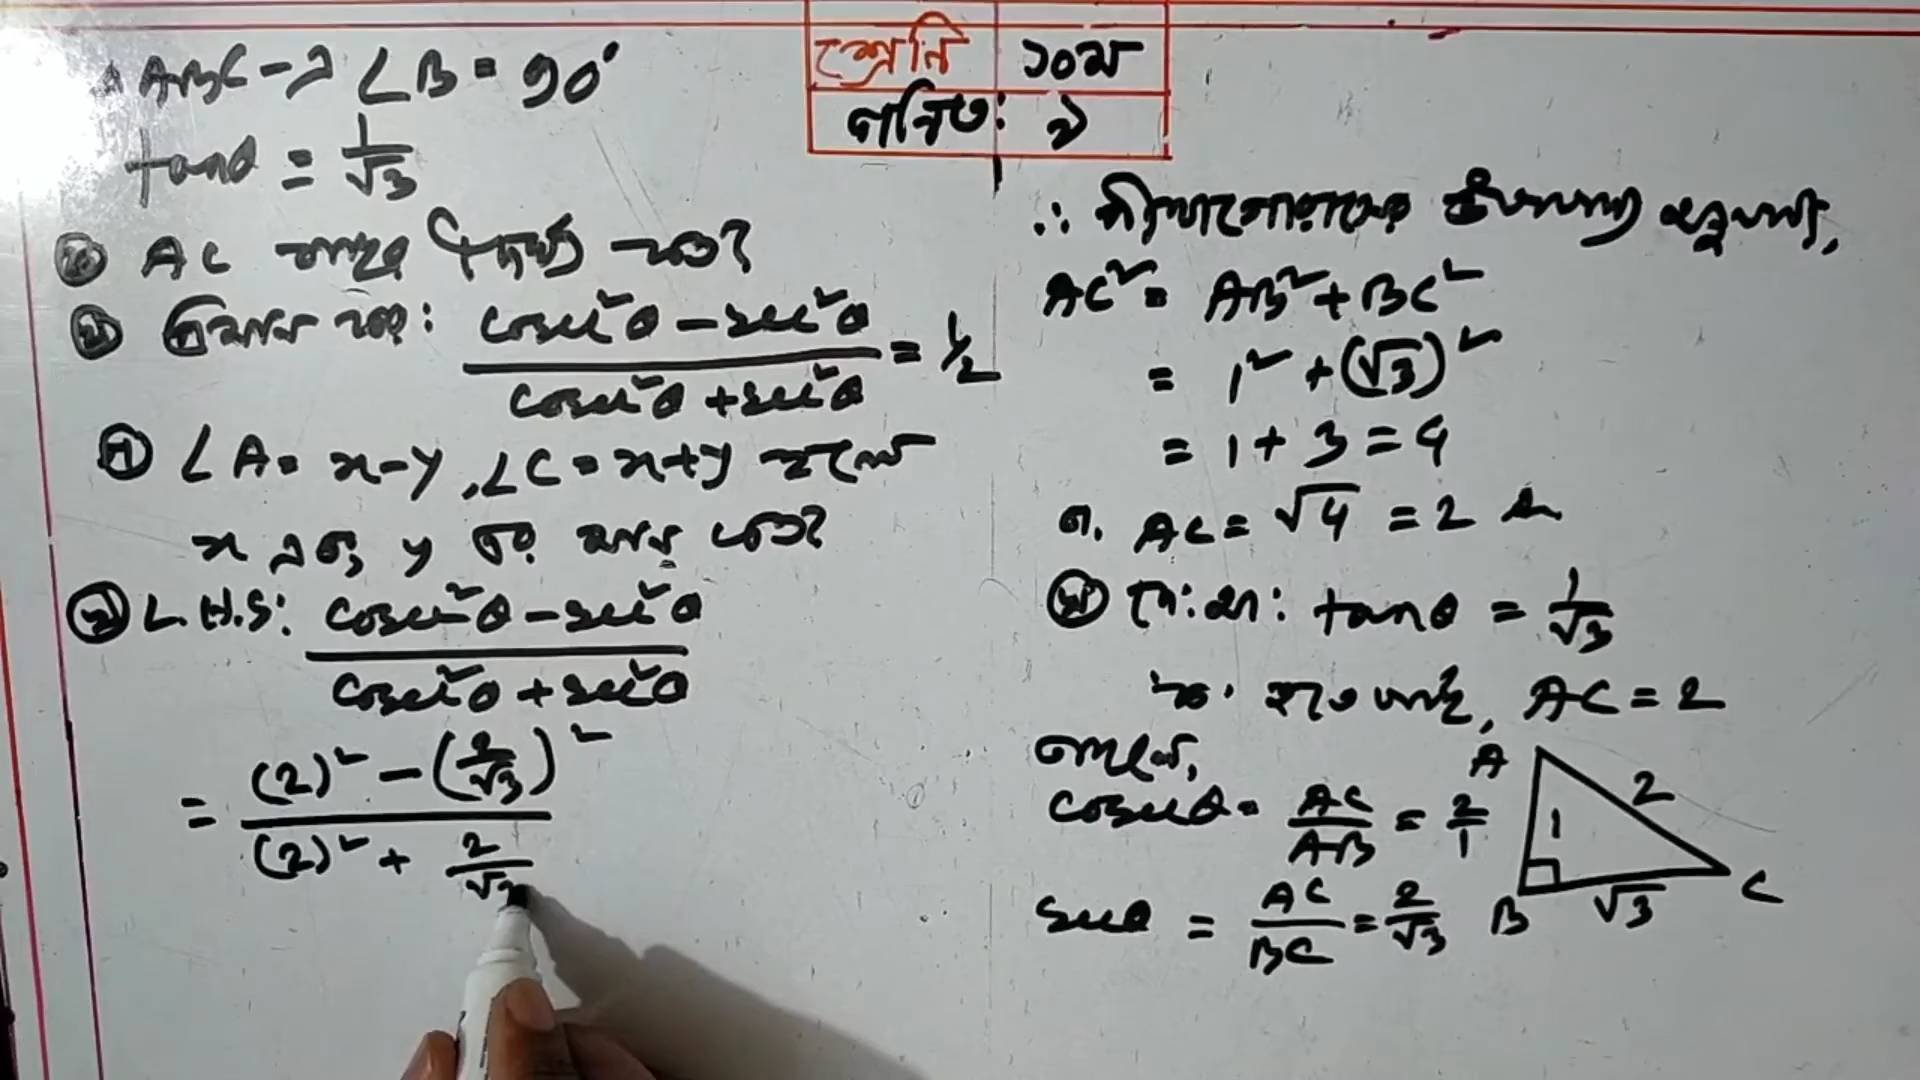 শ্রেনি ১০ম
গনিত: ৯
ABC-এ ∠B = 90°
tanθ = 1/√3
ক AC বাহুর দৈর্ঘ্য কত?
খ প্রমান কর: (cosec²θ - sec²θ)/(cosec²θ + sec²θ) = 1/2
গ ∠A = x-y, ∠C = x+y হলে
x এবং y এর মান কত?
খ L.H.S: (cosec²θ - sec²θ)/(cosec²θ + sec²θ)
= ((2)² - (2/√3)²)/((2)² + 2/√3
∴ পীথাগোরাসের উপপাদ্য অনুসারে,
AC² = AB² + BC²
= 1² + (√3)²
= 1 + 3 = 4
বা. AC = √4 = 2
খ দে:আ: tanθ = 1/√3
ক হতে পাই, AC = 2
তাহলে,
cosecθ = AC/AB = 2/1
secθ = AC/BC = 2/√3
A 2
1
B √3 C